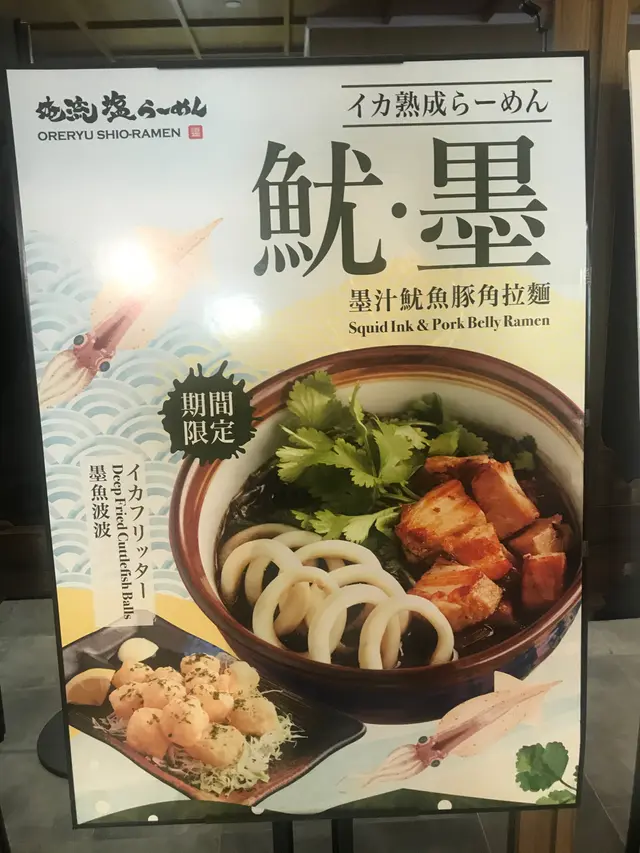 俺流塩らーめん
ORERYU SHIO-RAMEN
イカ熟成らーめん
魷・墨
墨汁魷魚豚角拉麵
Squid Ink & Pork Belly Ramen
期間
限定
イカフリッター
Deep Fried Cuttlefish Balls
墨魚波波